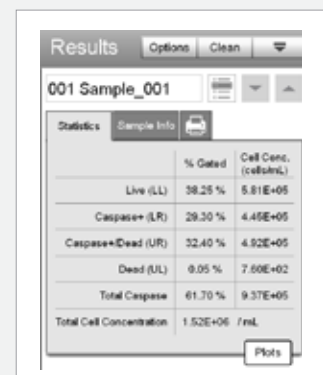 Results Options Clean
001 Sample_001
Statistics Sample Info
% Gated Cell Conc. (cells/mL)
Live (LL) 38.25 % 5.81E+05
Caspase+ (LR) 29.30 % 4.45E+05
Caspase+/Dead (UR) 32.40 % 4.92E+05
Dead (UL) 0.05 % 7.60E+02
Total Caspase 61.70 % 9.37E+05
Total Cell Concentration 1.52E+06 / mL
Plots